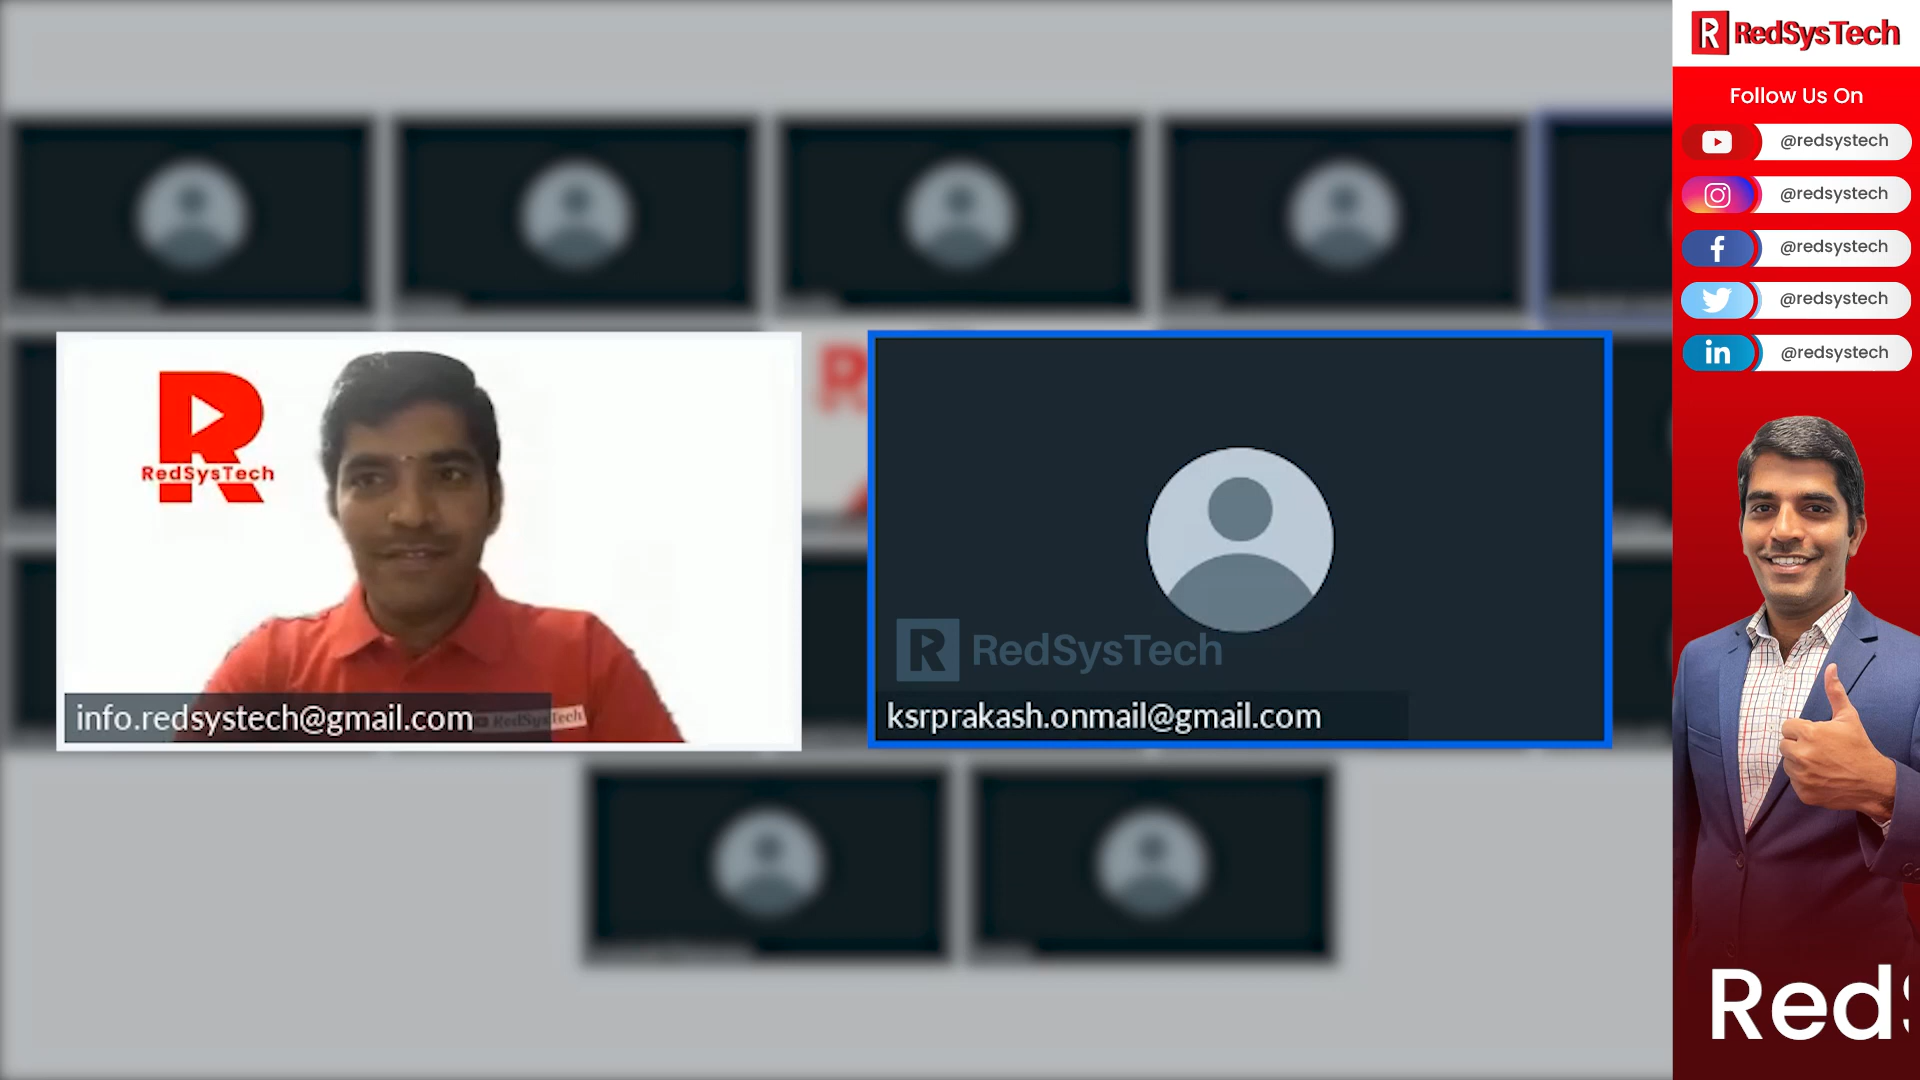 RedSysTech
Follow Us On
@redsystech
@redsystech
@redsystech
@redsystech
@redsystech
RedSysTech
RedSysTech
info.redsystech@gmail.com
RedSysTech
ksrprakash.onmail@gmail.com
Red